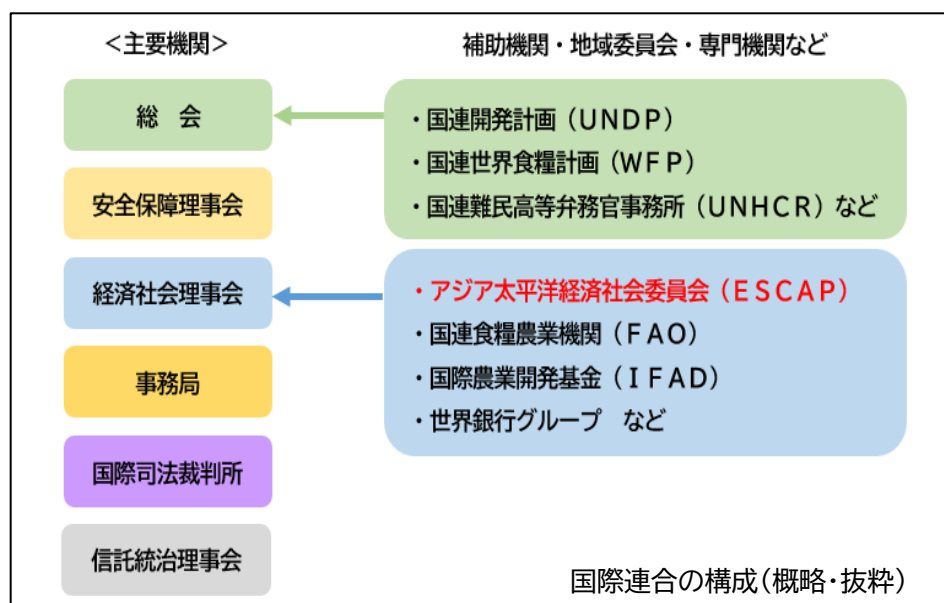 ＜主要機関＞
補助機関・地域委員会・専門機関など
総　会
安全保障理事会
経済社会理事会
事務局
国際司法裁判所
信託統治理事会
・国連開発計画（ＵＮＤＰ）
・国連世界食糧計画（ＷＦＰ）
・国連難民高等弁務官事務所（ＵＮＨＣＲ）など
・アジア太平洋経済社会委員会（ＥＳＣＡＰ）
・国連食糧農業機関（ＦＡＯ）
・国際農業開発基金（ＩＦＡＤ）
・世界銀行グループ　など
国際連合の構成（概略・抜粋）